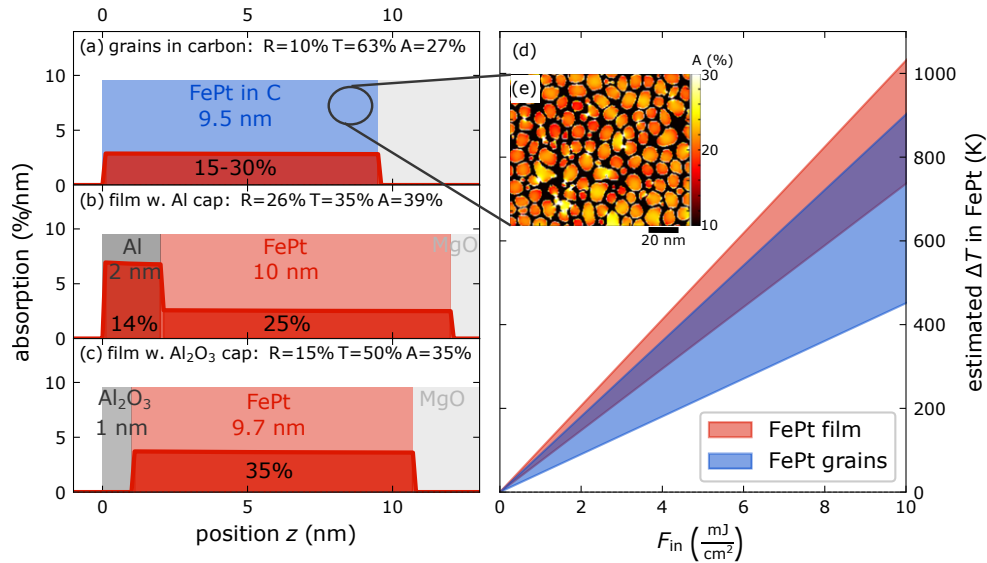 0 5 10
(a) grains in carbon: R=10% T=63% A=27%
FePt in C
9.5 nm
15-30%
10
5
0
(b) film w. Al cap: R=26% T=35% A=39%
Al
2 nm
FePt
10 nm
MgO
14%
25%
10
5
0
(c) film w. Al₂O₃ cap: R=15% T=50% A=35%
Al₂O₃
1 nm
FePt
9.7 nm
MgO
35%
10
5
0
0 5 10
position z (nm)
absorption (%/nm)
(d)
(e)
A (%)
30
20
10
20 nm
FePt film
FePt grains
1000
800
600
400
200
0
estimated ΔT in FePt (K)
0 2 4 6 8 10
F_in (mJ/cm²)